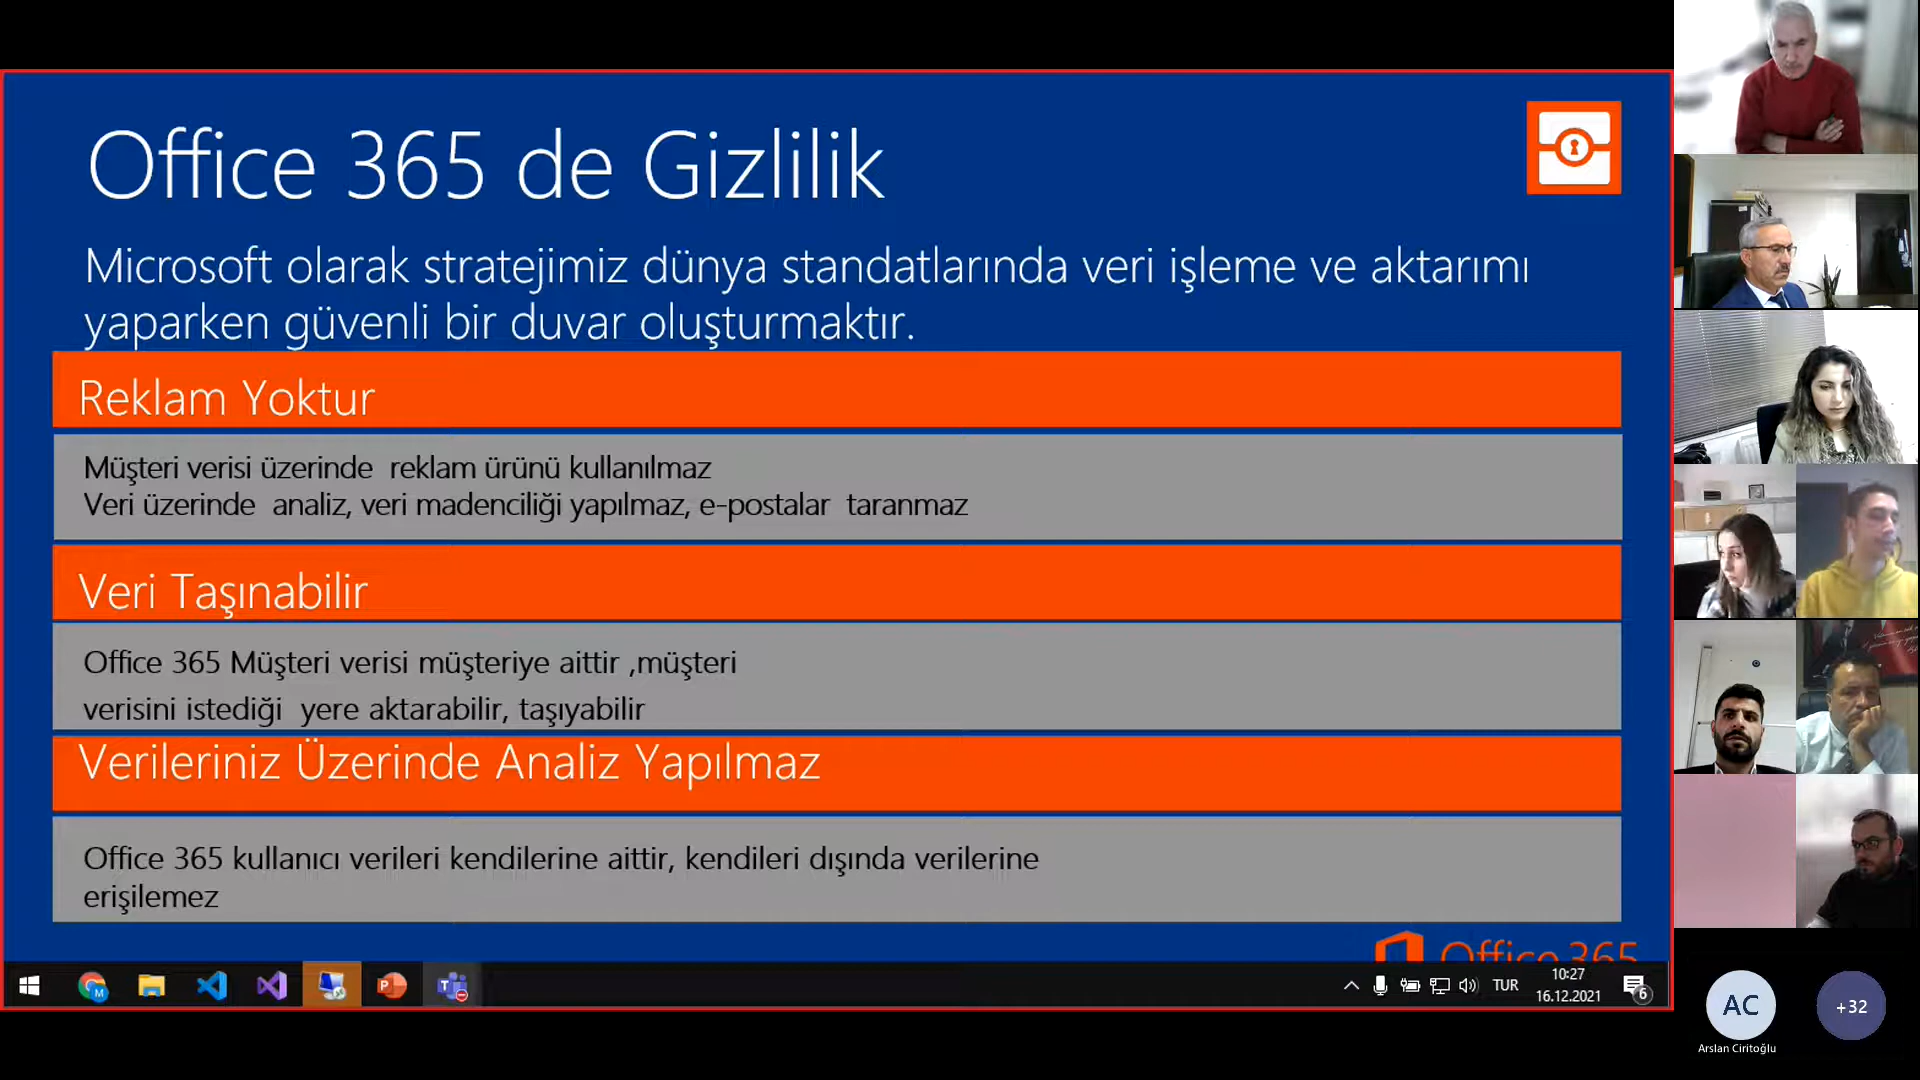 Office 365 de Gizlilik
Microsoft olarak stratejimiz dünya standatlarında veri işleme ve aktarımı
yaparken güvenli bir duvar oluşturmaktır.
Reklam Yoktur
Müşteri verisi üzerinde reklam ürünü kullanılmaz
Veri üzerinde analiz, veri madenciliği yapılmaz, e-postalar taranmaz
Veri Taşınabilir
Office 365 Müşteri verisi müşteriye aittir ,müşteri
verisini istediği yere aktarabilir, taşıyabilir
Verileriniz Üzerinde Analiz Yapılmaz
Office 365 kullanıcı verileri kendilerine aittir, kendileri dışında verilerine
erişilemez
Office 365
TUR
10:27
16.12.2021
6
AC
+32
Arslan Ciritoğlu